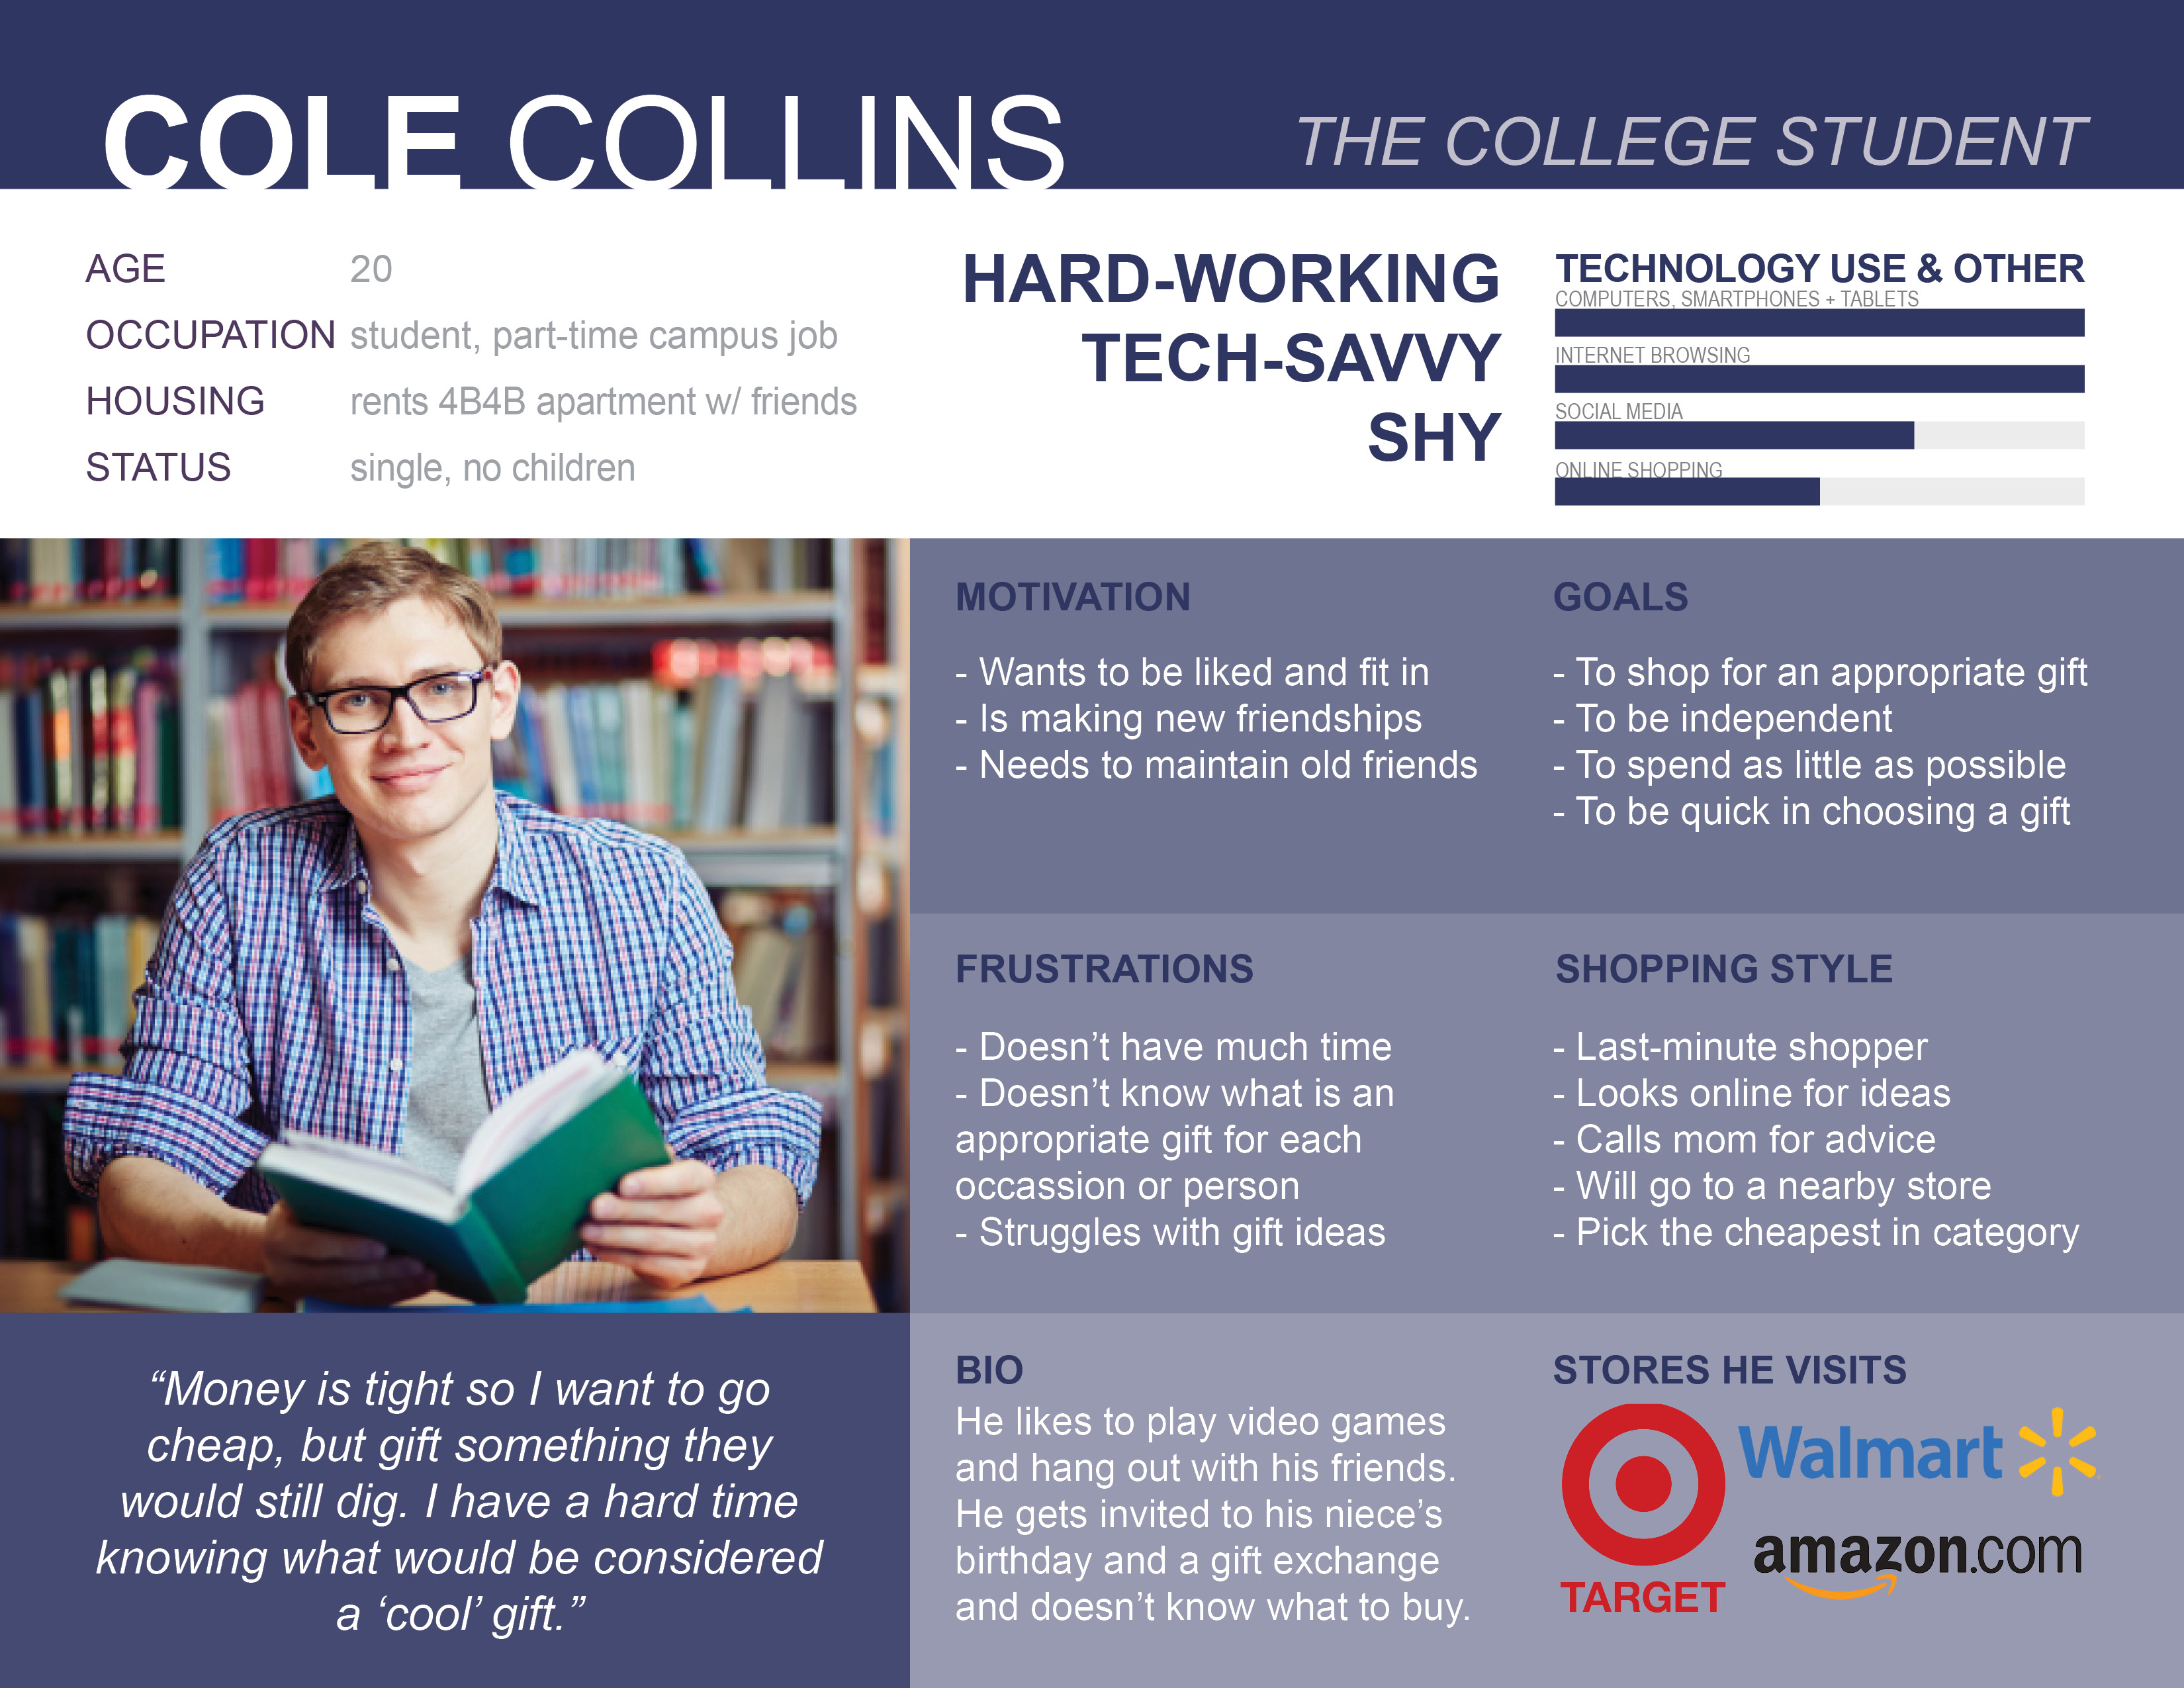 COLE COLLINS
THE COLLEGE STUDENT
AGE 20
OCCUPATION student, part-time campus job
HOUSING rents 4B4B apartment w/ friends
STATUS single, no children
HARD-WORKING
TECH-SAVVY
SHY
TECHNOLOGY USE & OTHER
COMPUTERS, SMARTPHONES + TABLETS
INTERNET BROWSING
SOCIAL MEDIA
ONLINE SHOPPING
MOTIVATION
- Wants to be liked and fit in
- Is making new friendships
- Needs to maintain old friends
GOALS
- To shop for an appropriate gift
- To be independent
- To spend as little as possible
- To be quick in choosing a gift
FRUSTRATIONS
- Doesn’t have much time
- Doesn’t know what is an
appropriate gift for each
occassion or person
- Struggles with gift ideas
SHOPPING STYLE
- Last-minute shopper
- Looks online for ideas
- Calls mom for advice
- Will go to a nearby store
- Pick the cheapest in category
“Money is tight so I want to go
cheap, but gift something they
would still dig. I have a hard time
knowing what would be considered
a ‘cool’ gift.”
BIO
He likes to play video games
and hang out with his friends.
He gets invited to his niece’s
birthday and a gift exchange
and doesn’t know what to buy.
STORES HE VISITS
TARGET
Walmart
amazon.com